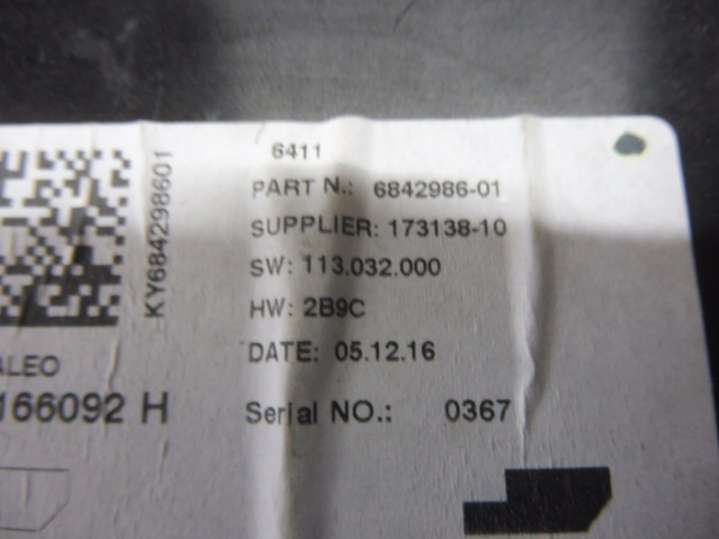 6411
PART N.: 6842986-01
SUPPLIER: 173138-10
SW: 113.032.000
HW: 2B9C
DATE: 05.12.16
Serial NO.: 0367
KY684298601
ALEO
166092 H